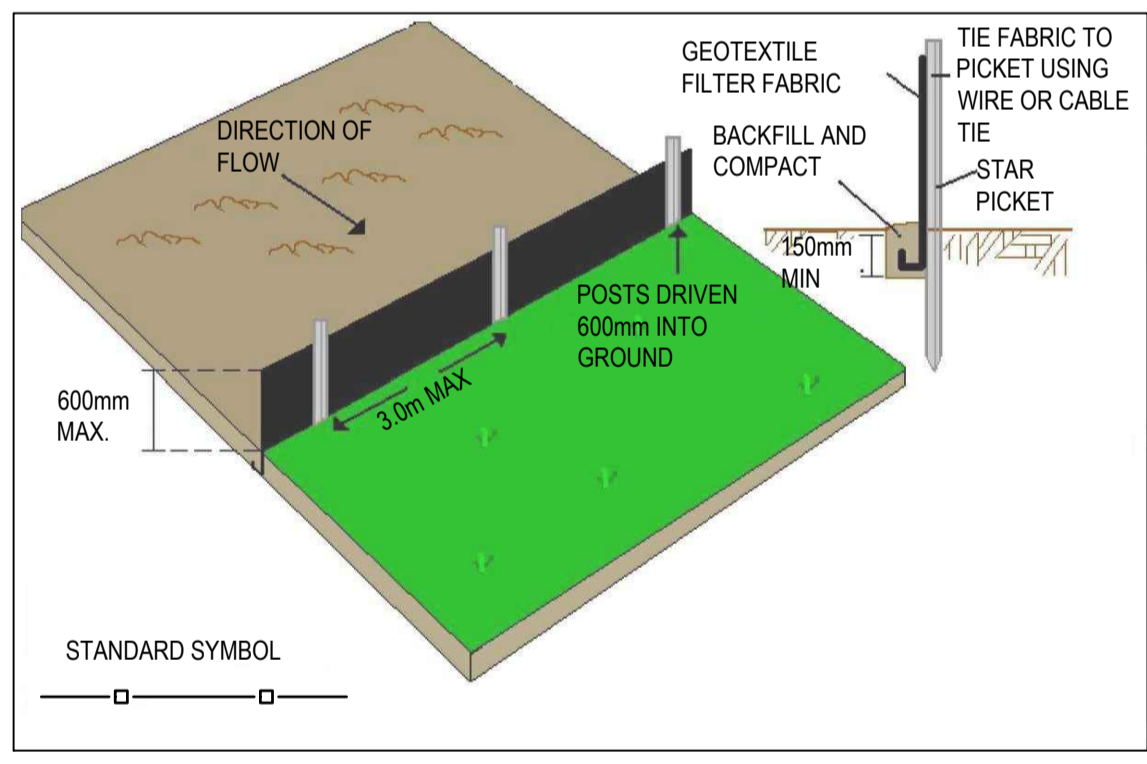 GEOTEXTILE
FILTER FABRIC
TIE FABRIC TO
PICKET USING
WIRE OR CABLE
TIE
DIRECTION OF
FLOW
BACKFILL AND
COMPACT
STAR
PICKET
150mm
MIN
POSTS DRIVEN
600mm INTO
GROUND
3.0m MAX
600mm
MAX.
STANDARD SYMBOL